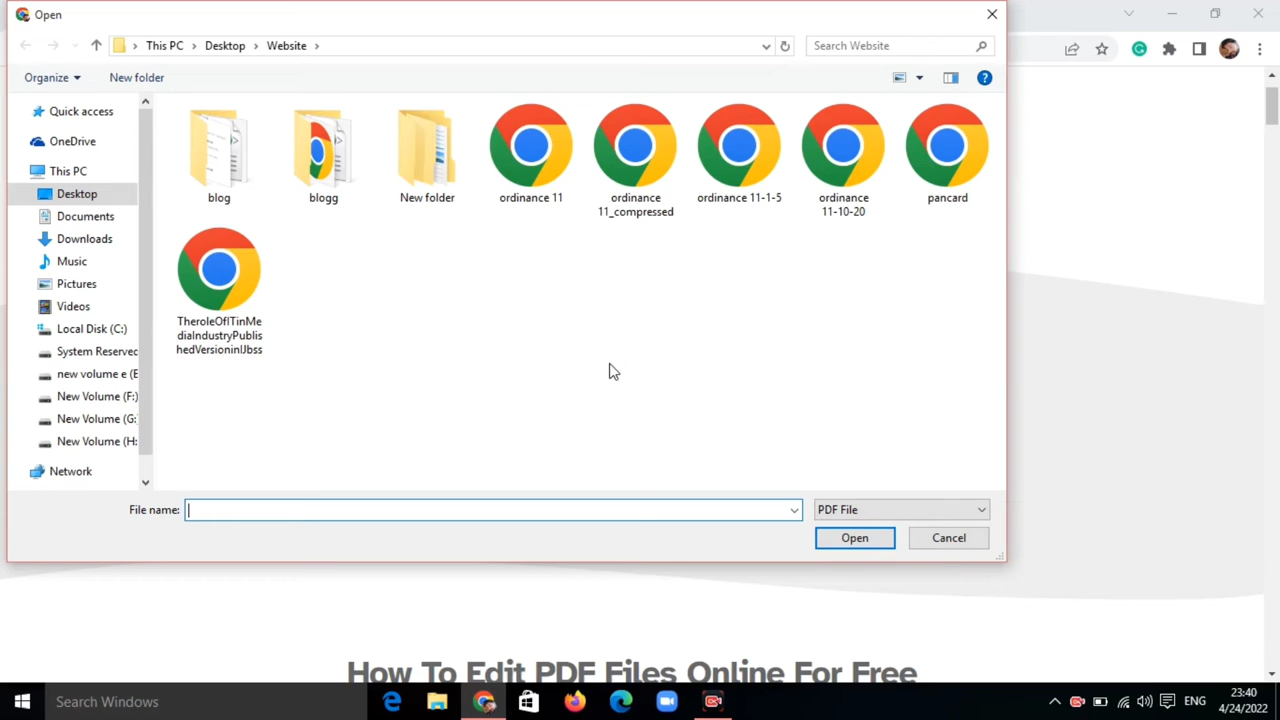 Open
This PC
Desktop
Website
Search Website
Organize
New folder
Quick access
OneDrive
This PC
Desktop
Documents
Downloads
Music
Pictures
Videos
Local Disk (C:)
System Reserved
new volume e (E
New Volume (F:)
New Volume (G:
New Volume (H:
Network
blog
blogg
New folder
ordinance 11
ordinance
11_compressed
ordinance 11-1-5
ordinance
11-10-20
pancard
TheroleOfITinMe
diaIndustryPublis
hedVersioninIJbss
File name:
PDF File
Open
Cancel
How To Edit PDF Files Online For Free
Search Windows
ENG
23:40
4/24/2022